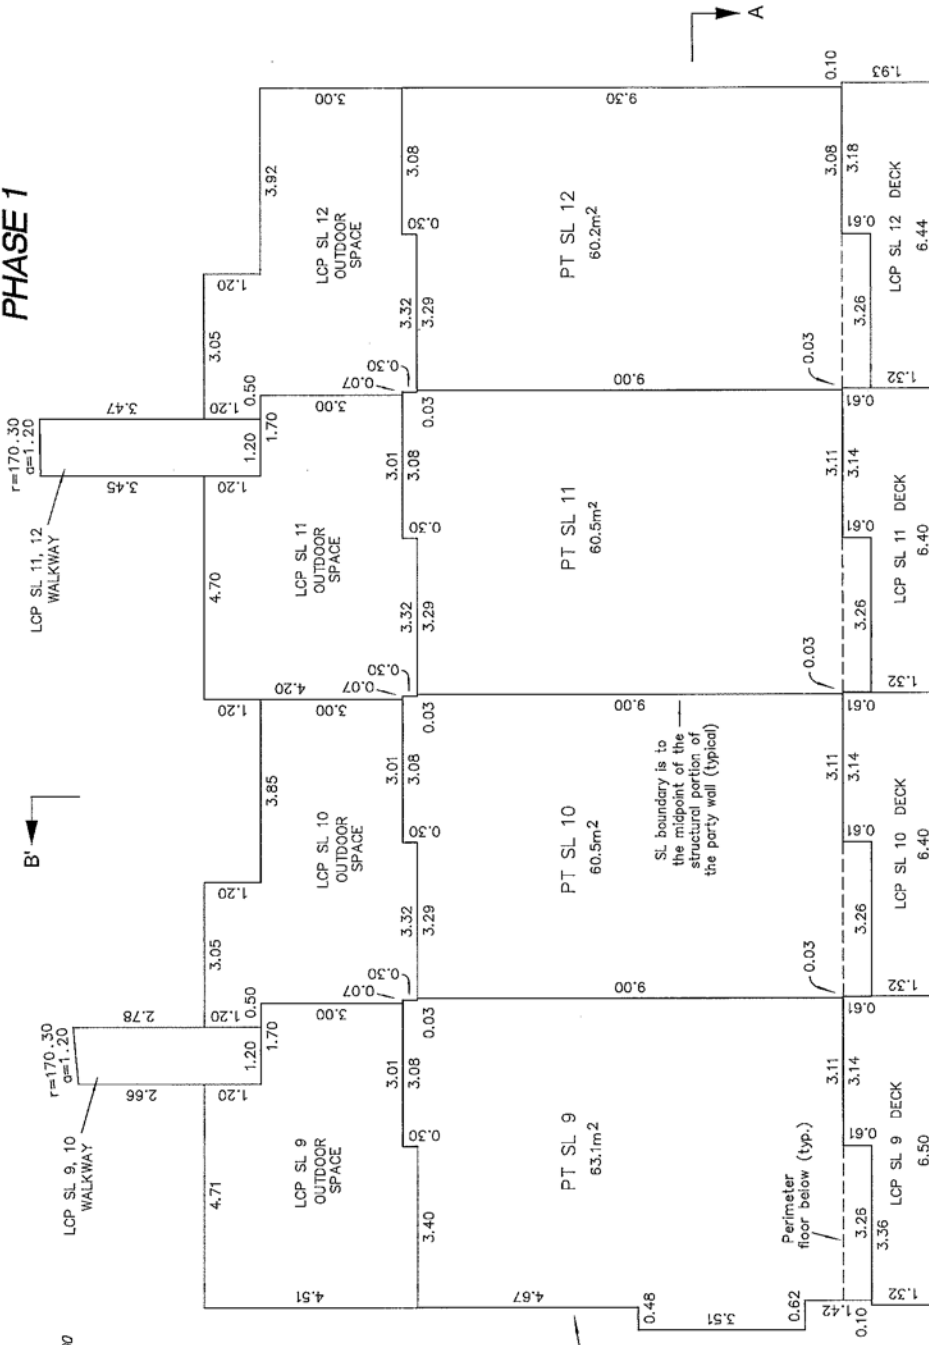 PHASE 1
A
B'
r=170.30
a=1.20
3.47
3.45
LCP SL 11, 12
WALKWAY
r=170.30
a=1.20
2.78
2.66
LCP SL 9, 10
WALKWAY
4.71
1.20
1.20
1.20
0.50
1.70
3.05
1.20
3.85
1.20
4.70
1.20
1.20
1.20
0.50
1.70
3.05
1.20
3.92
4.51
LCP SL 9
OUTDOOR
SPACE
3.00
LCP SL 10
OUTDOOR
SPACE
3.00
4.20
LCP SL 11
OUTDOOR
SPACE
3.00
LCP SL 12
OUTDOOR
SPACE
3.00
3.40
0.30
3.01
3.08
0.03
0.07
0.30
3.32
3.29
0.30
3.01
3.08
0.03
0.07
0.30
3.32
3.29
0.30
3.01
3.08
0.03
0.07
0.30
3.32
3.29
0.30
3.08
4.67
0.48
3.51
0.62
1.42
0.10
PT SL 9
63.1m²
9.00
PT SL 10
60.5m²
9.00
SL boundary is to
the midpoint of the
structural portion of
the party wall (typical)
PT SL 11
60.5m²
9.00
PT SL 12
60.2m²
9.30
Perimeter
floor below (typ.)
3.11
0.03
3.11
0.03
3.11
0.03
3.08
0.10
3.26
3.36
0.61
3.14
0.61
3.26
0.61
3.14
0.61
3.26
0.61
3.14
0.61
3.26
0.61
3.18
1.93
1.32
LCP SL 9 DECK
6.50
1.32
LCP SL 10 DECK
6.40
1.32
LCP SL 11 DECK
6.40
1.32
LCP SL 12 DECK
6.44